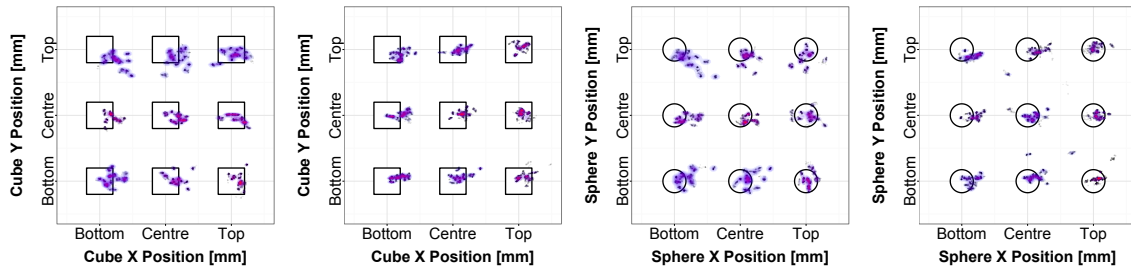 Cube Y Position [mm]
Top
Centre
Bottom
Bottom Centre Top
Cube X Position [mm]
Cube Y Position [mm]
Top
Centre
Bottom
Bottom Centre Top
Cube X Position [mm]
Sphere Y Position [mm]
Top
Centre
Bottom
Bottom Centre Top
Sphere X Position [mm]
Sphere Y Position [mm]
Top
Centre
Bottom
Bottom Centre Top
Sphere X Position [mm]